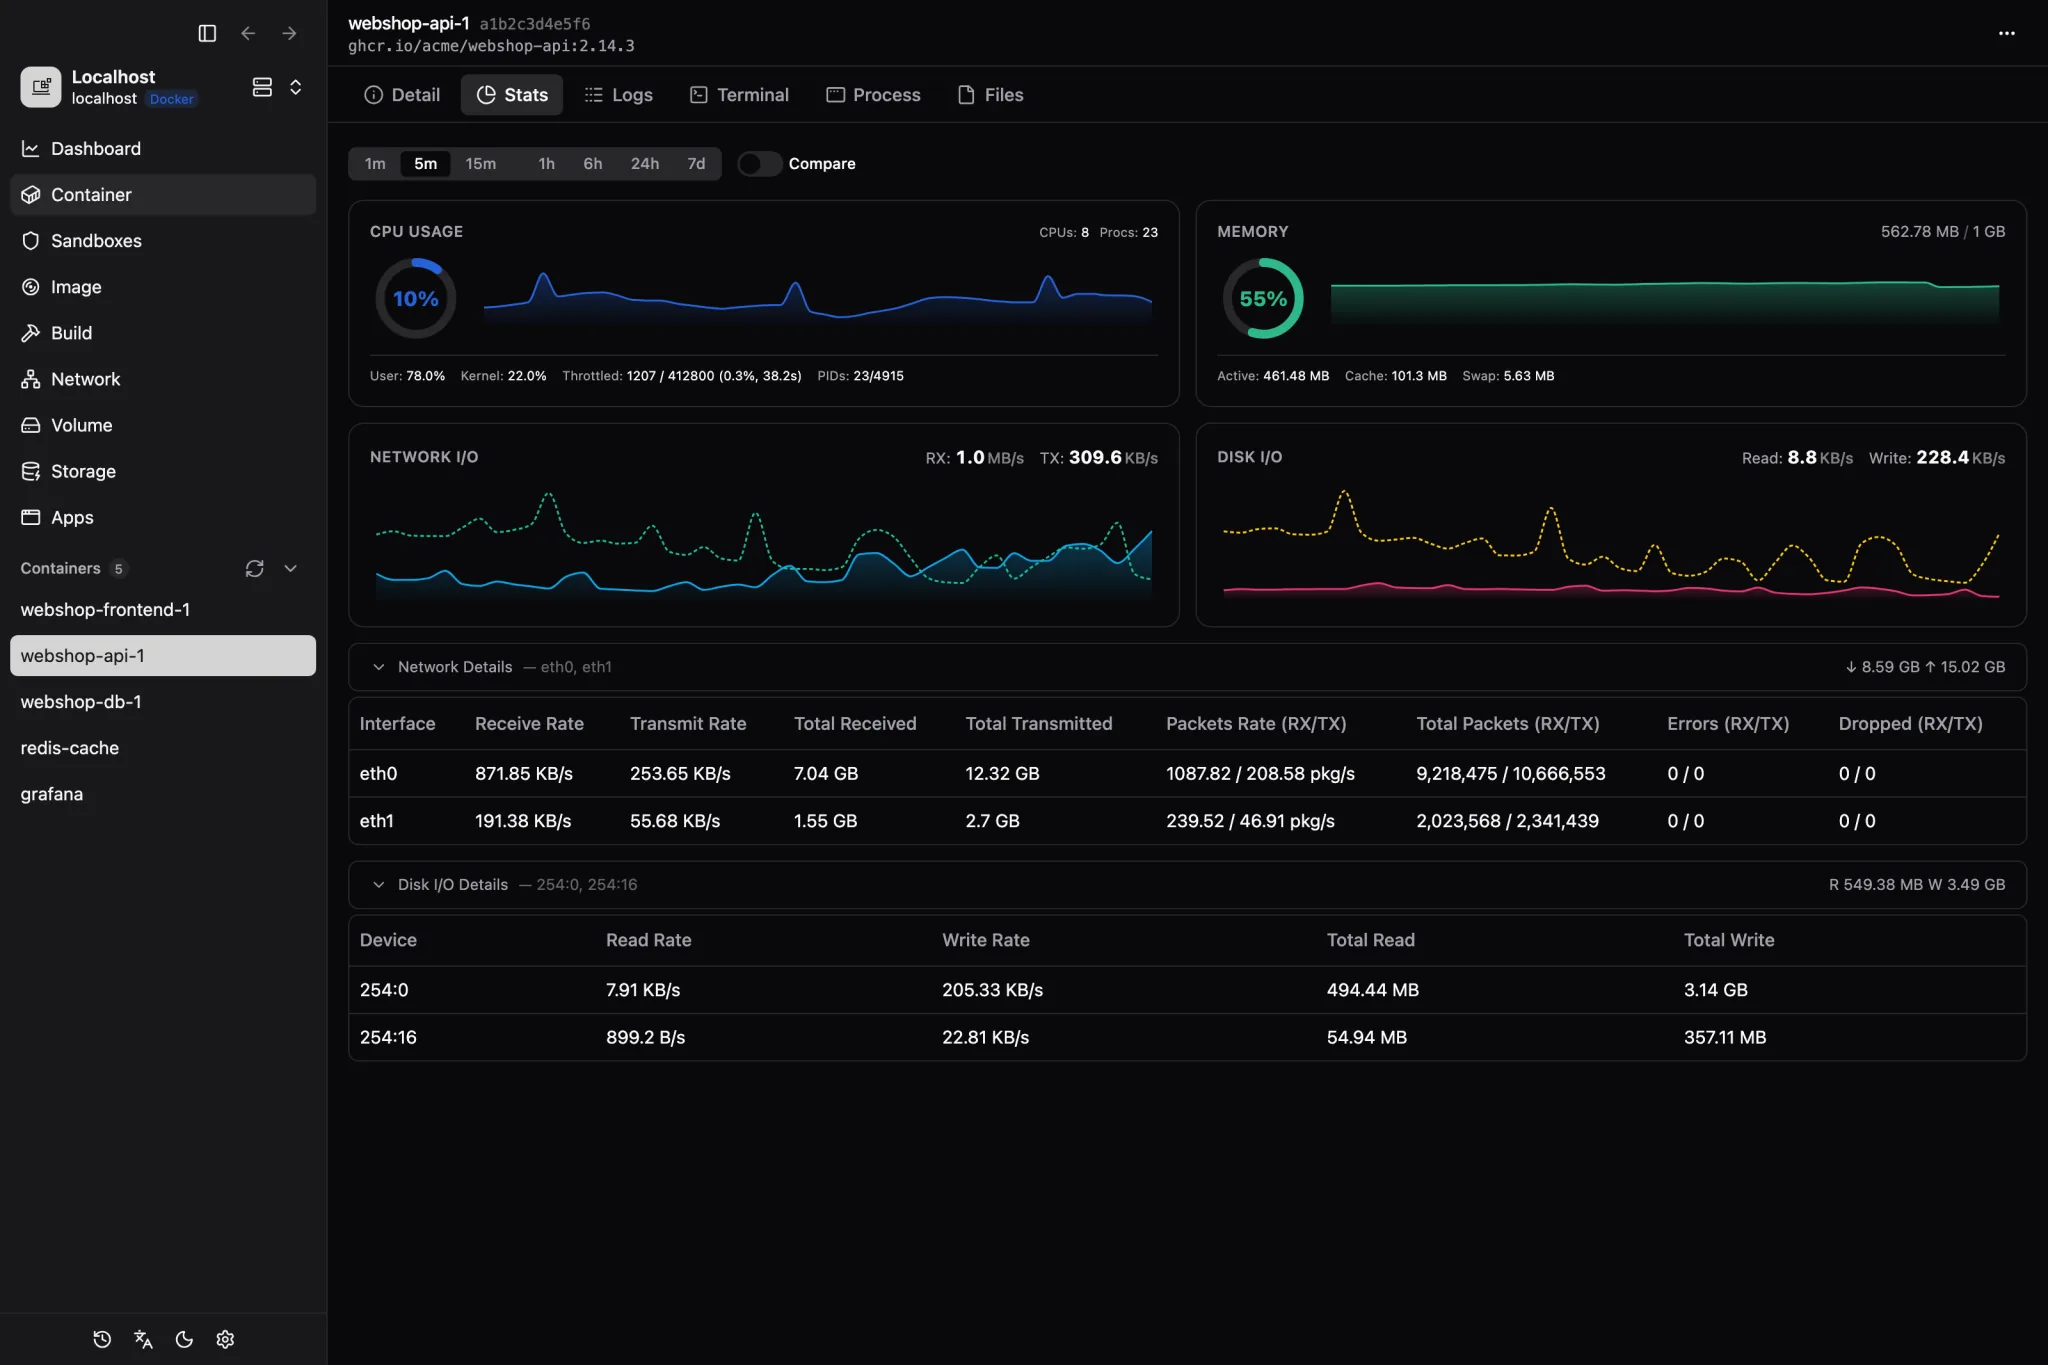 Localhost
localhost Docker
Dashboard
Container
Sandboxes
Image
Build
Network
Volume
Storage
Apps
Containers 5
webshop-frontend-1
webshop-api-1
webshop-db-1
redis-cache
grafana
webshop-api-1 a1b2c3d4e5f6
ghcr.io/acme/webshop-api:2.14.3
Detail Stats Logs Terminal Process Files
1m 5m 15m 1h 6h 24h 7d Compare
CPU USAGE CPUs: 8 Procs: 23
10%
User: 78.0% Kernel: 22.0% Throttled: 1207 / 412800 (0.3%, 38.2s) PIDs: 23/4915
MEMORY 562.78 MB / 1 GB
55%
Active: 461.48 MB Cache: 101.3 MB Swap: 5.63 MB
NETWORK I/O RX: 1.0 MB/s TX: 309.6 KB/s
DISK I/O Read: 8.8 KB/s Write: 228.4 KB/s
Network Details — eth0, eth1 ↓ 8.59 GB ↑ 15.02 GB
Interface Receive Rate Transmit Rate Total Received Total Transmitted Packets Rate (RX/TX) Total Packets (RX/TX) Errors (RX/TX) Dropped (RX/TX)
eth0 871.85 KB/s 253.65 KB/s 7.04 GB 12.32 GB 1087.82 / 208.58 pkg/s 9,218,475 / 10,666,553 0 / 0 0 / 0
eth1 191.38 KB/s 55.68 KB/s 1.55 GB 2.7 GB 239.52 / 46.91 pkg/s 2,023,568 / 2,341,439 0 / 0 0 / 0
Disk I/O Details — 254:0, 254:16 R 549.38 MB W 3.49 GB
Device Read Rate Write Rate Total Read Total Write
254:0 7.91 KB/s 205.33 KB/s 494.44 MB 3.14 GB
254:16 899.2 B/s 22.81 KB/s 54.94 MB 357.11 MB